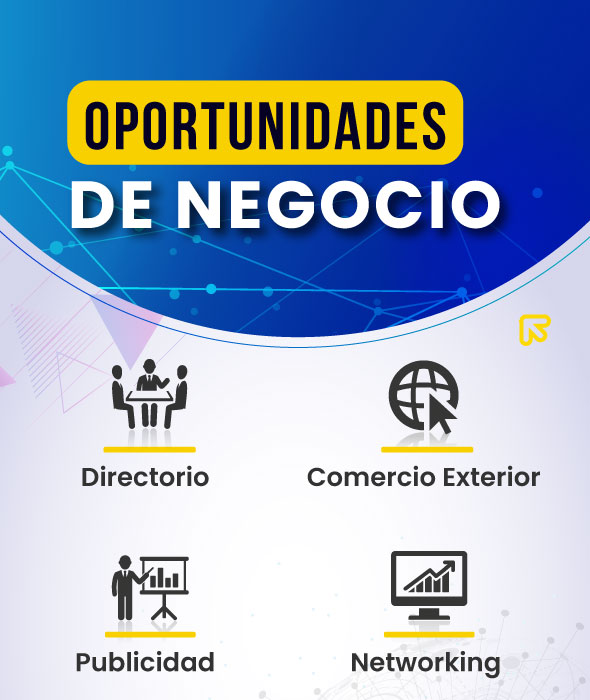 OPORTUNIDADES
DE NEGOCIO
Directorio
Comercio Exterior
Publicidad
Networking